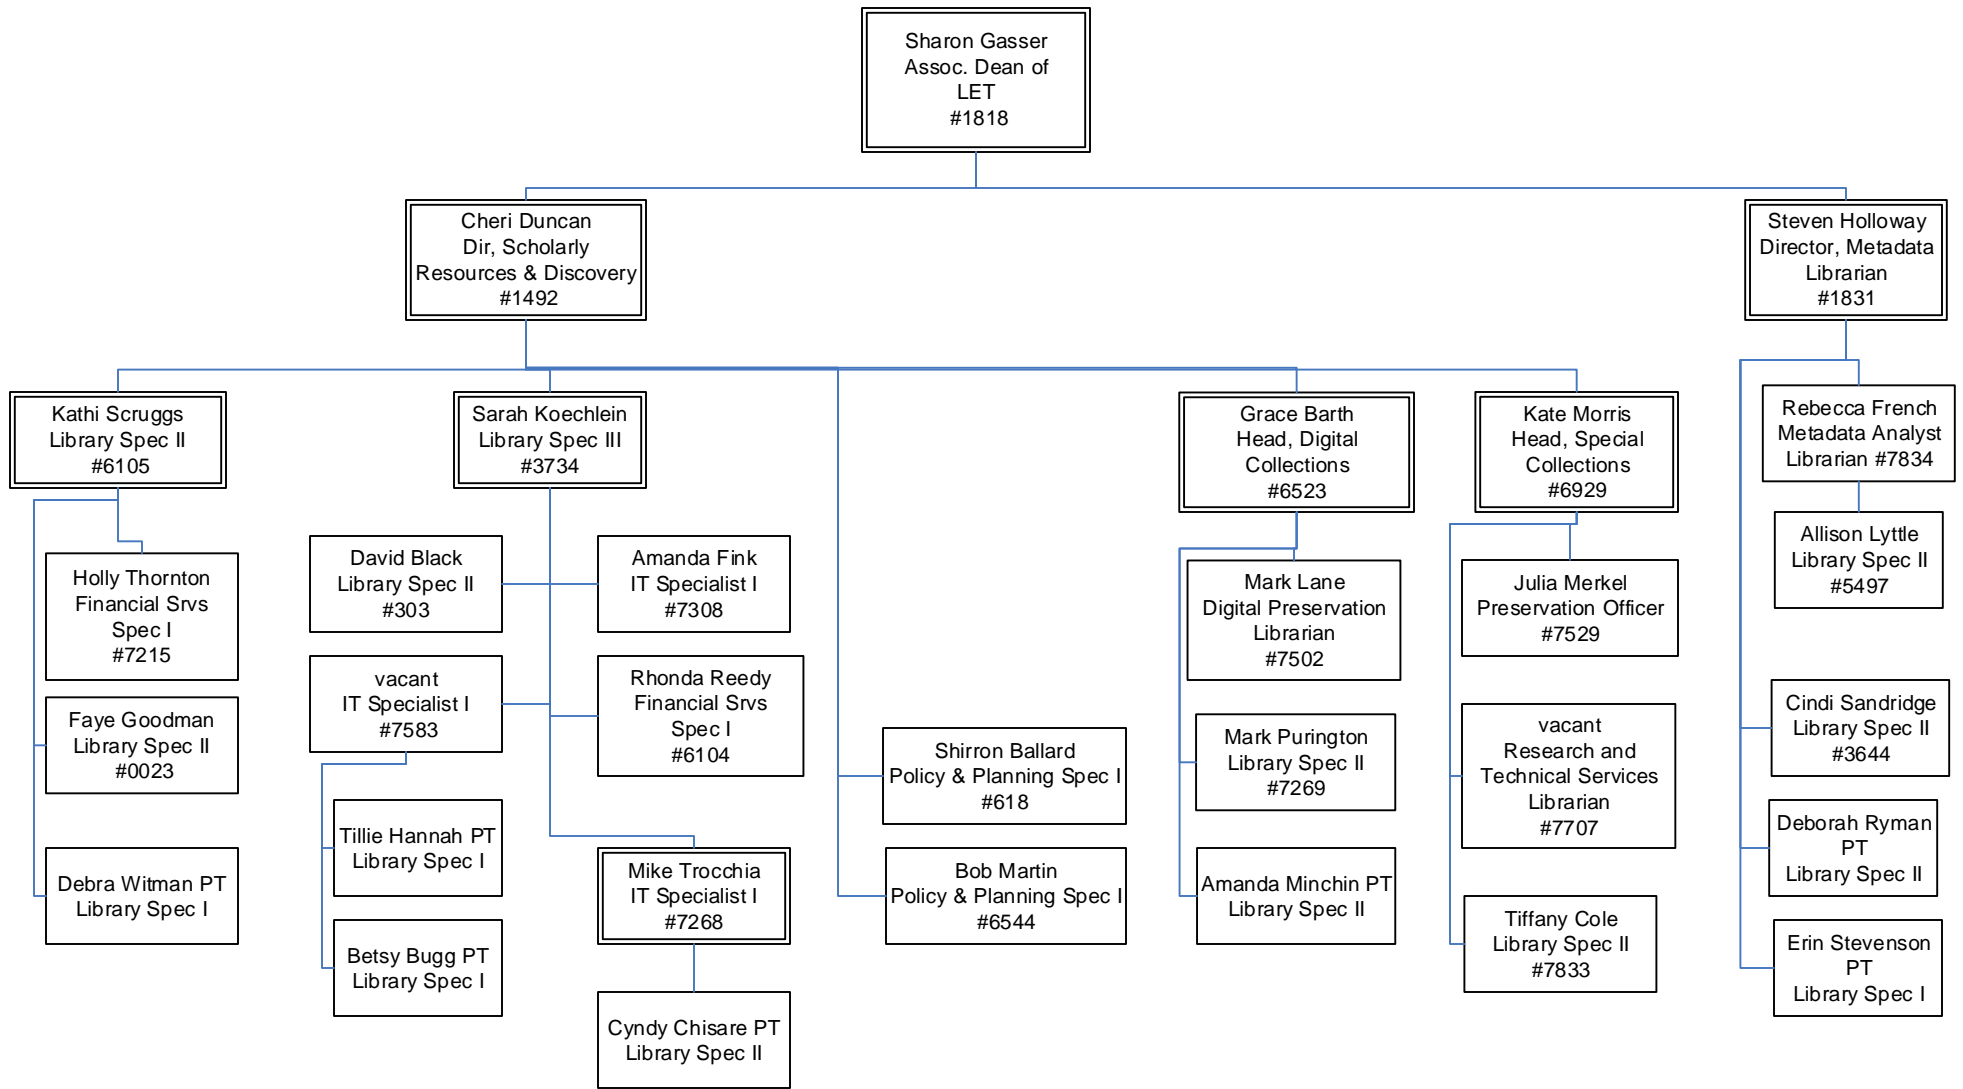 Sharon Gasser
Assoc. Dean of
LET
#1818
Cheri Duncan
Dir, Scholarly
Resources & Discovery
#1492
Steven Holloway
Director, Metadata
Librarian
#1831
Kathi Scruggs
Library Spec II
#6105
Sarah Koechlein
Library Spec III
#3734
Grace Barth
Head, Digital
Collections
#6523
Kate Morris
Head, Special
Collections
#6929
Rebecca French
Metadata Analyst
Librarian #7834
Allison Lyttle
Library Spec II
#5497
Holly Thornton
Financial Srvs
Spec I
#7215
David Black
Library Spec II
#303
Amanda Fink
IT Specialist I
#7308
Mark Lane
Digital Preservation
Librarian
#7502
Julia Merkel
Preservation Officer
#7529
Faye Goodman
Library Spec II
#0023
vacant
IT Specialist I
#7583
Rhonda Reedy
Financial Srvs
Spec I
#6104
Shirron Ballard
Policy & Planning Spec I
#618
Mark Purington
Library Spec II
#7269
vacant
Research and
Technical Services
Librarian
#7707
Cindi Sandridge
Library Spec II
#3644
Debra Witman PT
Library Spec I
Tillie Hannah PT
Library Spec I
Mike Trocchia
IT Specialist I
#7268
Bob Martin
Policy & Planning Spec I
#6544
Amanda Minchin PT
Library Spec II
Deborah Ryman
PT
Library Spec II
Betsy Bugg PT
Library Spec I
Tiffany Cole
Library Spec II
#7833
Erin Stevenson
PT
Library Spec I
Cyndy Chisare PT
Library Spec II